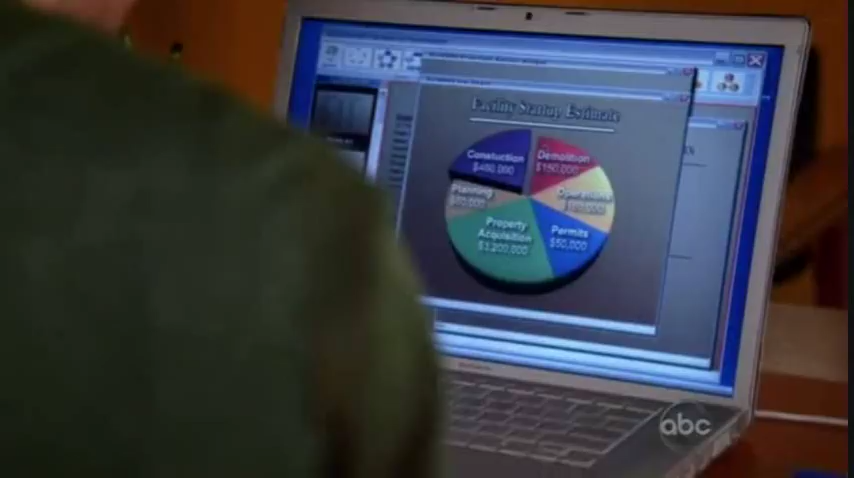 Facility Startup Estimate
Construction
$460,000
Demolition
$150,000
Planning
Operations
Property
Acquisition
$3,200,000
Permits
$50,000
abc